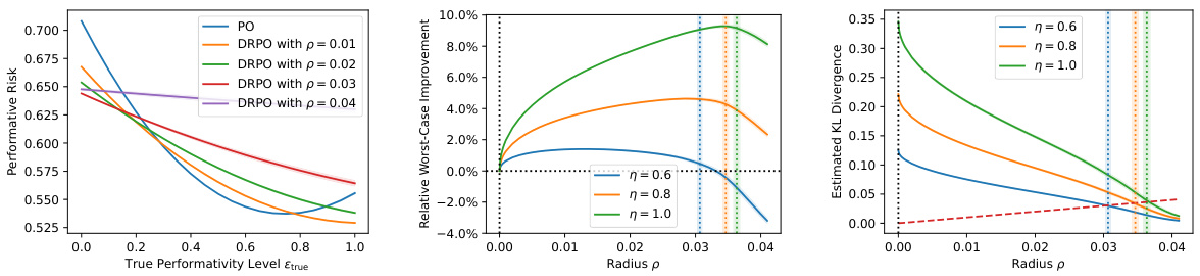 Performative Risk
0.700
0.675
0.650
0.625
0.600
0.575
0.550
0.525
0.0 0.2 0.4 0.6 0.8 1.0
True Performativity Level ε_true
PO
DRPO with ρ = 0.01
DRPO with ρ = 0.02
DRPO with ρ = 0.03
DRPO with ρ = 0.04
Relative Worst-Case Improvement
10.0%
8.0%
6.0%
4.0%
2.0%
0.0%
−2.0%
−4.0%
0.00 0.01 0.02 0.03 0.04
Radius ρ
η = 0.6
η = 0.8
η = 1.0
Estimated KL Divergence
0.35
0.30
0.25
0.20
0.15
0.10
0.05
0.00
0.00 0.01 0.02 0.03 0.04
Radius ρ
η = 0.6
η = 0.8
η = 1.0